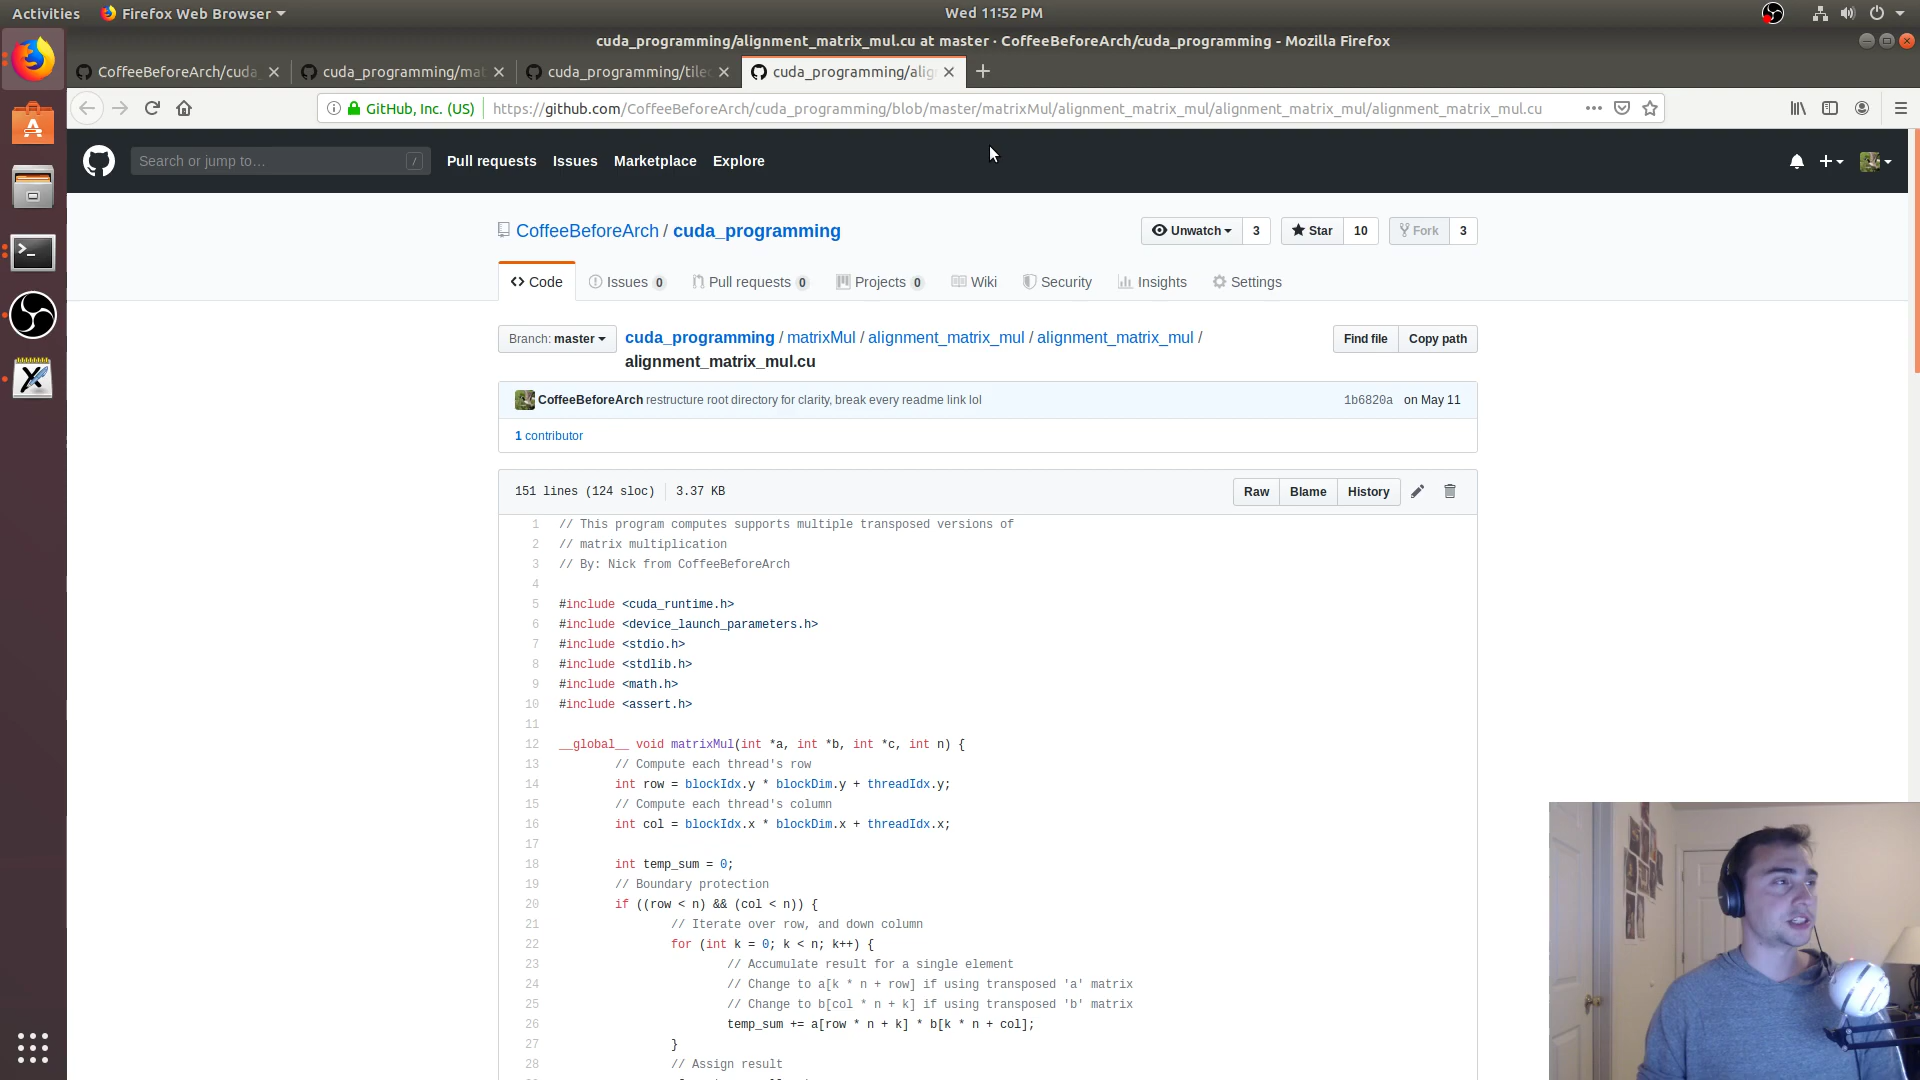 Activities
Firefox Web Browser
Wed 11:52 PM
cuda_programming/alignment_matrix_mul.cu at master · CoffeeBeforeArch/cuda_programming - Mozilla Firefox
CoffeeBeforeArch/cuda_
cuda_programming/mat
cuda_programming/tile
cuda_programming/alig
GitHub, Inc. (US)
https://github.com/CoffeeBeforeArch/cuda_programming/blob/master/matrixMul/alignment_matrix_mul/alignment_matrix_mul/alignment_matrix_mul.cu
Search or jump to…
/
Pull requests
Issues
Marketplace
Explore
CoffeeBeforeArch / cuda_programming
Unwatch 3
Star 10
Fork 3
Code
Issues 0
Pull requests 0
Projects 0
Wiki
Security
Insights
Settings
Branch: master
cuda_programming / matrixMul / alignment_matrix_mul / alignment_matrix_mul /
alignment_matrix_mul.cu
Find file
Copy path
CoffeeBeforeArch restructure root directory for clarity, break every readme link lol
1b6820a on May 11
1 contributor
151 lines (124 sloc) 3.37 KB
Raw
Blame
History
1 // This program computes supports multiple transposed versions of
2 // matrix multiplication
3 // By: Nick from CoffeeBeforeArch
4
5 #include <cuda_runtime.h>
6 #include <device_launch_parameters.h>
7 #include <stdio.h>
8 #include <stdlib.h>
9 #include <math.h>
10 #include <assert.h>
11
12 __global__ void matrixMul(int *a, int *b, int *c, int n) {
13 // Compute each thread's row
14 int row = blockIdx.y * blockDim.y + threadIdx.y;
15 // Compute each thread's column
16 int col = blockIdx.x * blockDim.x + threadIdx.x;
17
18 int temp_sum = 0;
19 // Boundary protection
20 if ((row < n) && (col < n)) {
21 // Iterate over row, and down column
22 for (int k = 0; k < n; k++) {
23 // Accumulate result for a single element
24 // Change to a[k * n + row] if using transposed 'a' matrix
25 // Change to b[col * n + k] if using transposed 'b' matrix
26 temp_sum += a[row * n + k] * b[k * n + col];
27 }
28 // Assign result